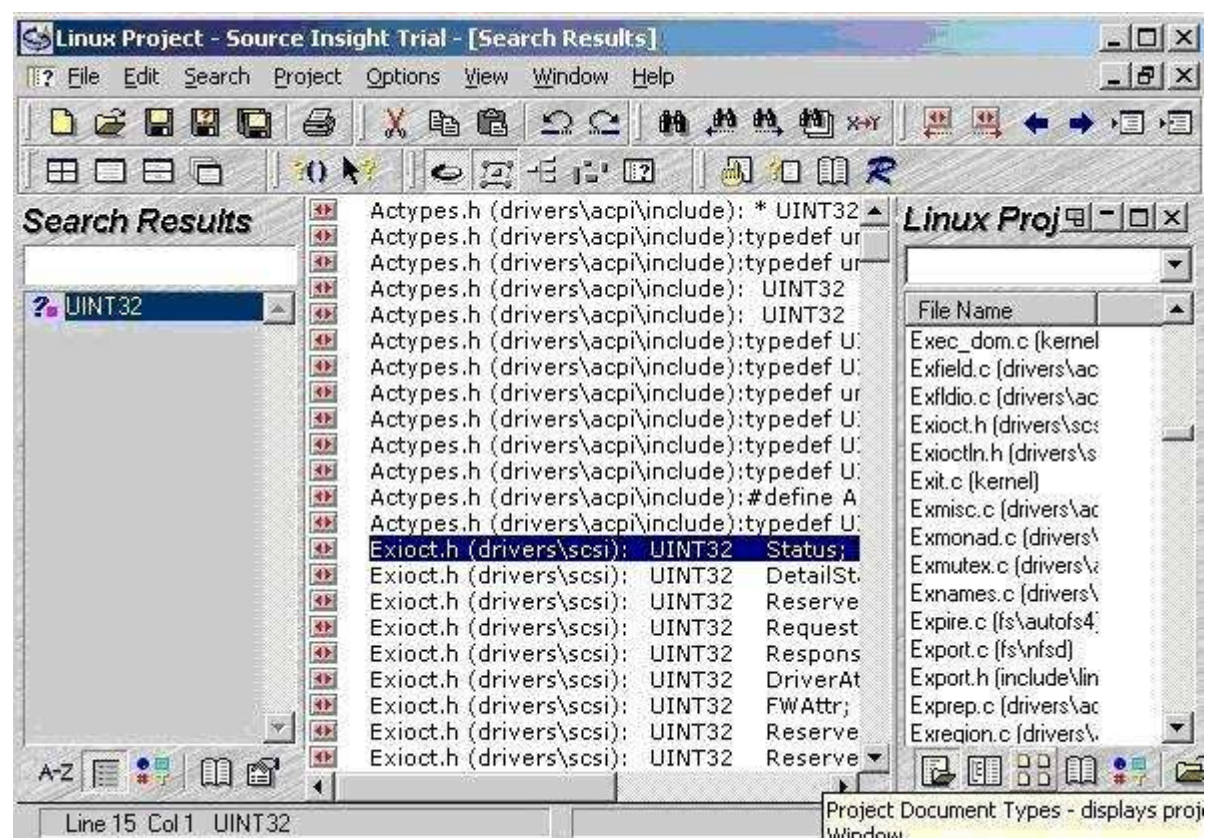 Linux Project - Source Insight Trial - [Search Results]
File Edit Search Project Options View Window Help
Search Results
UINT32
Actypes.h (drivers\acpi\include): * UINT32
Actypes.h (drivers\acpi\include):typedef ur
Actypes.h (drivers\acpi\include):typedef ur
Actypes.h (drivers\acpi\include): UINT32
Actypes.h (drivers\acpi\include): UINT32
Actypes.h (drivers\acpi\include):typedef U
Actypes.h (drivers\acpi\include):typedef U
Actypes.h (drivers\acpi\include):typedef ur
Actypes.h (drivers\acpi\include):typedef U
Actypes.h (drivers\acpi\include):typedef U
Actypes.h (drivers\acpi\include):typedef U
Actypes.h (drivers\acpi\include):#define A
Actypes.h (drivers\acpi\include):typedef U
Exioct.h (drivers\scsi): UINT32 Status;
Exioct.h (drivers\scsi): UINT32 DetailSt
Exioct.h (drivers\scsi): UINT32 Reserve
Exioct.h (drivers\scsi): UINT32 Request
Exioct.h (drivers\scsi): UINT32 Respons
Exioct.h (drivers\scsi): UINT32 DriverAt
Exioct.h (drivers\scsi): UINT32 FWAttr;
Exioct.h (drivers\scsi): UINT32 Reserve
Exioct.h (drivers\scsi): UINT32 Reserve
Linux Proj
File Name
Exec_dom.c (kernel
Exfield.c (drivers\ac
Exfldio.c (drivers\ac
Exioct.h (drivers\scs
Exioctln.h (drivers\s
Exit.c (kernel)
Exmisc.c (drivers\ac
Exmonad.c (drivers\
Exmutex.c (drivers\a
Exnames.c (drivers\
Expire.c (fs\autofs4
Export.c (fs\nfsd)
Export.h (include\lin
Exprep.c (drivers\ac
Exregion.c (drivers\
A-Z
Line 15 Col 1 UINT32
Project Document Types - displays proj
Window